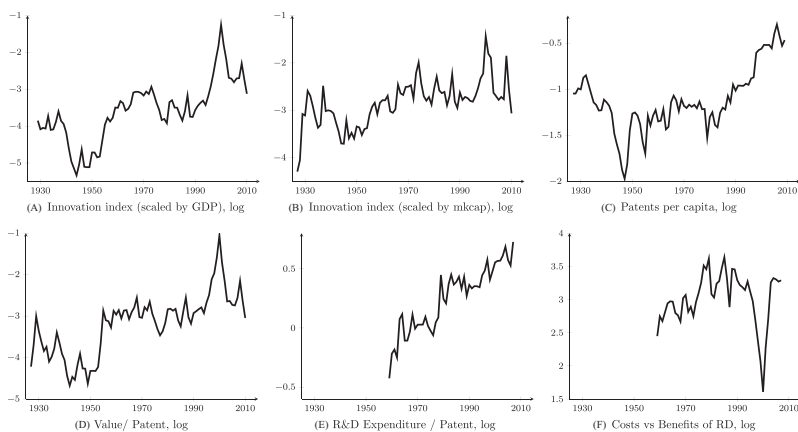 −1
−2
−3
−4
−5
1930 1950 1970 1990 2010
(A) Innovation index (scaled by GDP), log
−1
−2
−3
−4
1930 1950 1970 1990 2010
(B) Innovation index (scaled by mkcap), log
−0.5
−1
−1.5
−2
1930 1950 1970 1990 2010
(C) Patents per capita, log
−1
−2
−3
−4
−5
1930 1950 1970 1990 2010
(D) Value/ Patent, log
0.5
0
−0.5
1930 1950 1970 1990 2010
(E) R&D Expenditure / Patent, log
4
3.5
3
2.5
2
1.5
1930 1950 1970 1990 2010
(F) Costs vs Benefits of RD, log